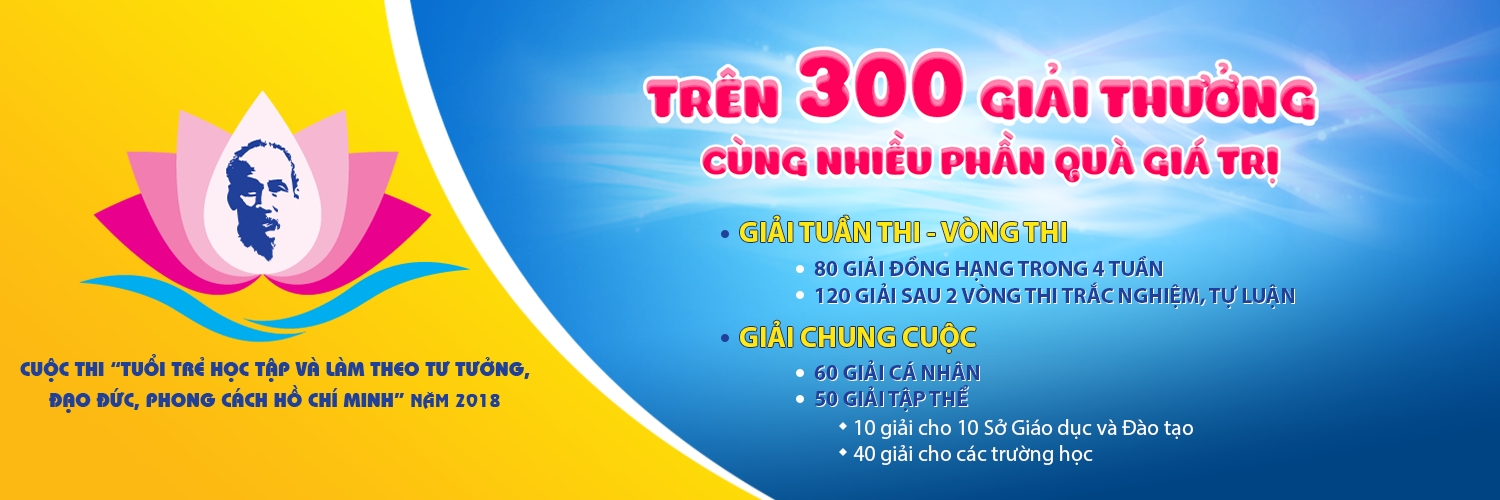 CUỘC THI “TUỔI TRẺ HỌC TẬP VÀ LÀM THEO TƯ TƯỞNG,
ĐẠO ĐỨC, PHONG CÁCH HỒ CHÍ MINH” NĂM 2018
TRÊN 300 GIẢI THƯỞNG
CÙNG NHIỀU PHẦN QUÀ GIÁ TRỊ
• GIẢI TUẦN THI - VÒNG THI
• 80 GIẢI ĐỒNG HẠNG TRONG 4 TUẦN
• 120 GIẢI SAU 2 VÒNG THI TRẮC NGHIỆM, TỰ LUẬN
• GIẢI CHUNG CUỘC
• 60 GIẢI CÁ NHÂN
• 50 GIẢI TẬP THỂ
◆ 10 giải cho 10 Sở Giáo dục và Đào tạo
◆ 40 giải cho các trường học